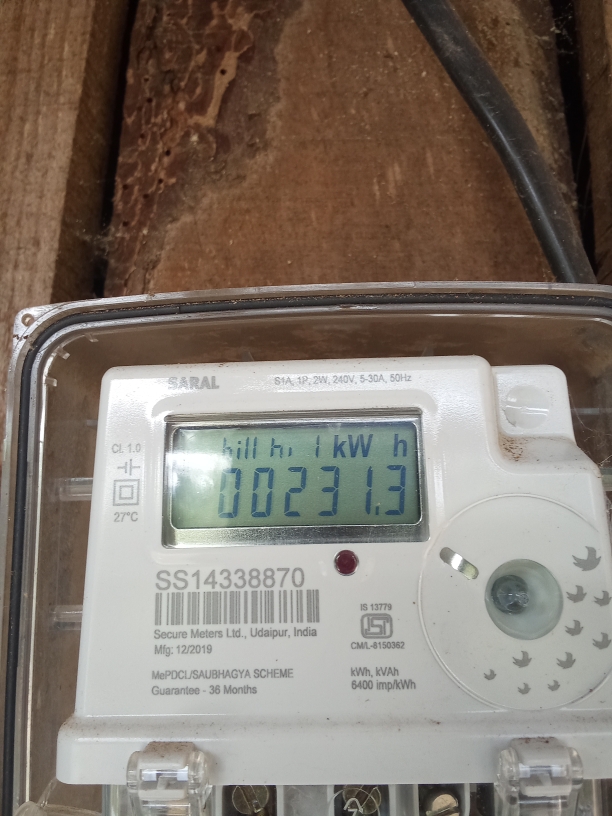 SARAL
S1A, 1P, 2W, 240V, 5-30A, 50Hz
Cl. 1.0
bill hi 1 kW h
00231.3
27°C
SS14338870
Secure Meters Ltd., Udaipur, India
Mfg: 12/2019
IS 13779
ISI
CM/L-8150362
MePDCL/SAUBHAGYA SCHEME
Guarantee - 36 Months
kWh, kVAh
6400 imp/kWh